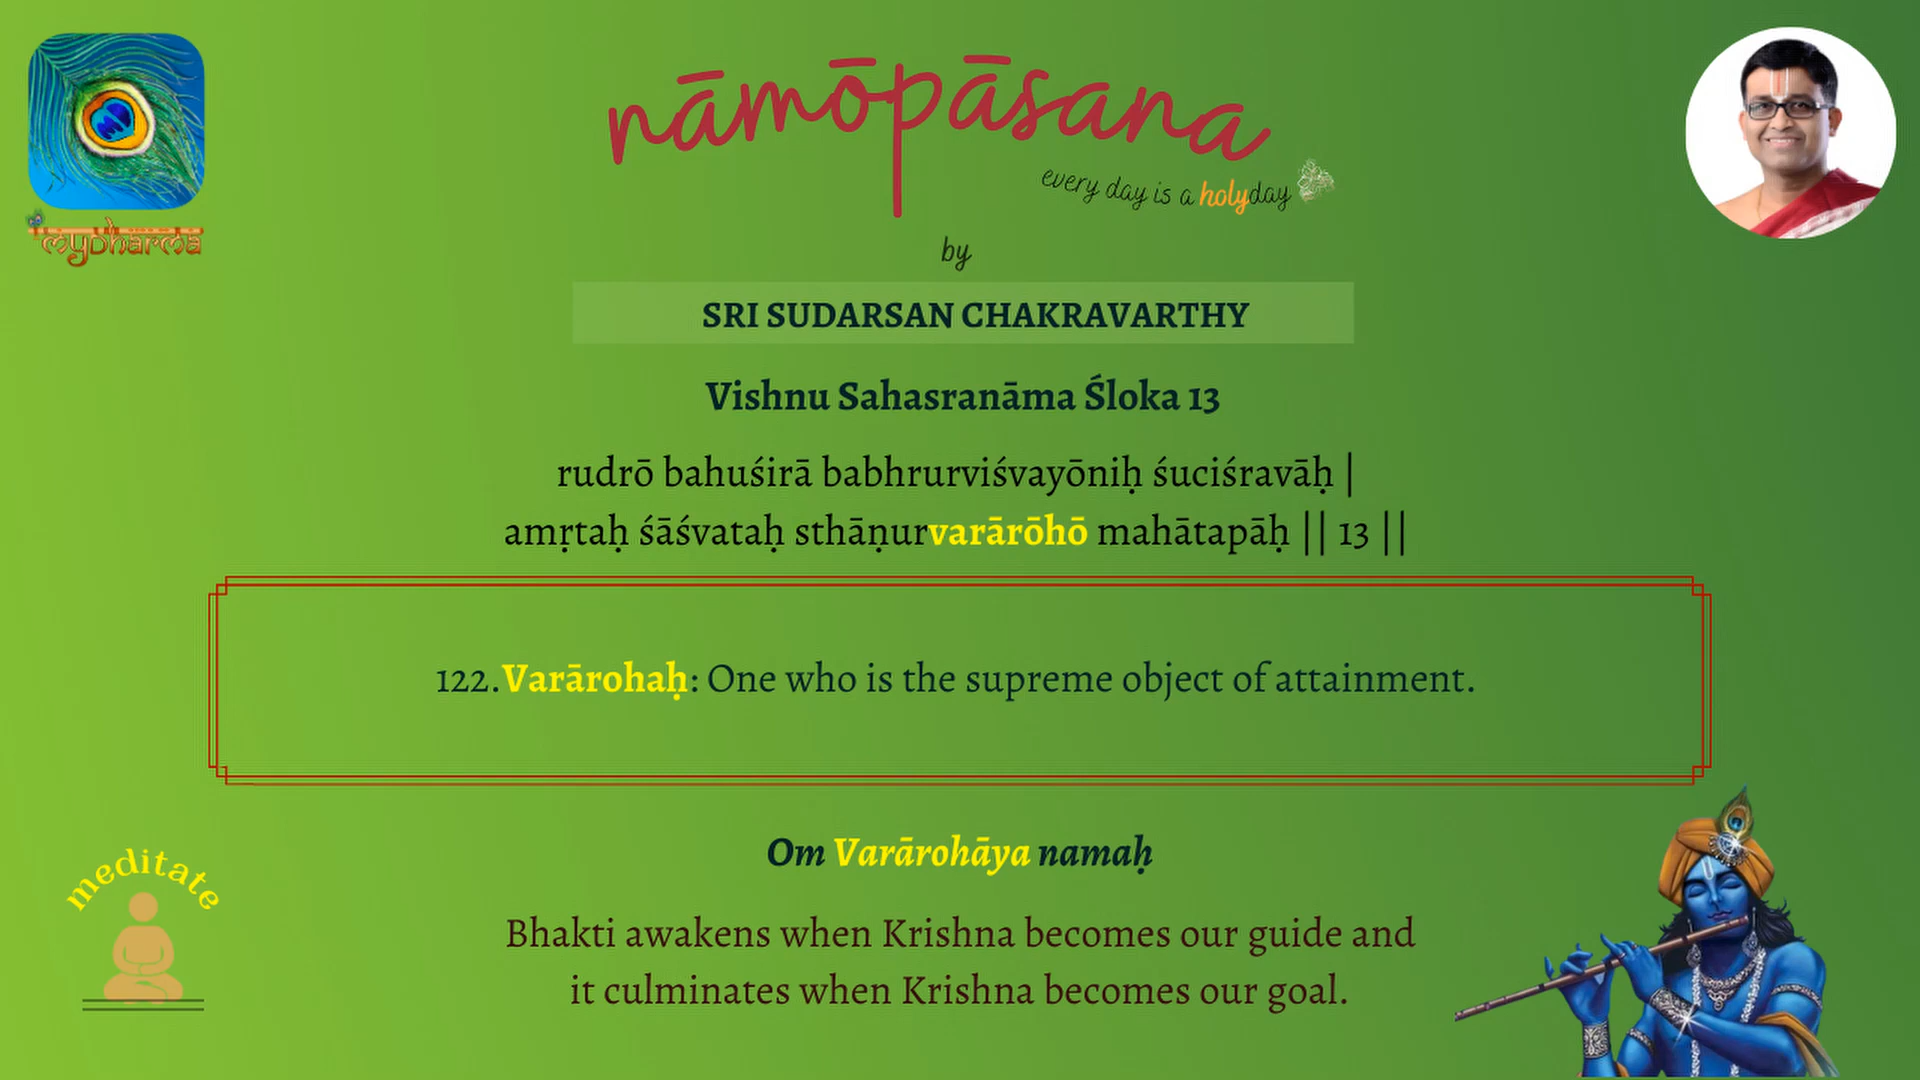 nāmōpāsana
every day is a holyday
myDharma
by
SRI SUDARSAN CHAKRAVARTHY
Vishnu Sahasranāma Śloka 13
rudrō bahuśirā babhrurviśvayōniḥ śuciśravāḥ |
amṛtaḥ śāśvataḥ sthāṇurvarārōhō mahātapāḥ || 13 ||
122. Varārohaḥ: One who is the supreme object of attainment.
Om Varārohāya namaḥ
meditate
Bhakti awakens when Krishna becomes our guide and
it culminates when Krishna becomes our goal.